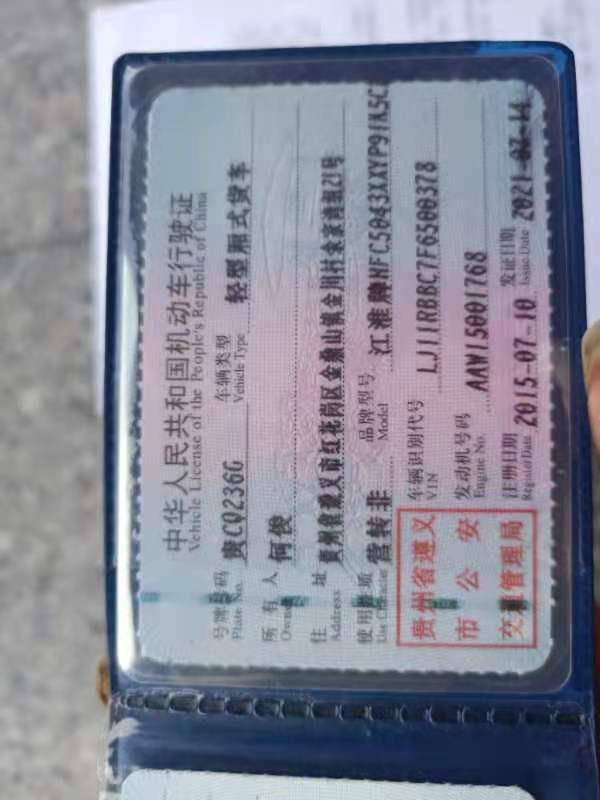 中华人民共和国机动车行驶证
Vehicle License of the People's Republic of China
号牌号码 贵CQ236G 车辆类型 轻型厢式货车
Plate No. Vehicle Type
所有人 何俊
Owner
住址 贵州省遵义市红花岗区金鼎山镇金川村余家湾组21号
Address
使用性质 营转非 品牌型号 江淮牌HFC5043XXYP91K5C2
Use Character Model
车辆识别代号 LJ11RBBC7F6500378
VIN
发动机号码 AAW15001768
Engine No.
注册日期 2015-07-10 发证日期 2021-07-14
Register Date Issue Date
贵州省遵义
市公安
交通管理局